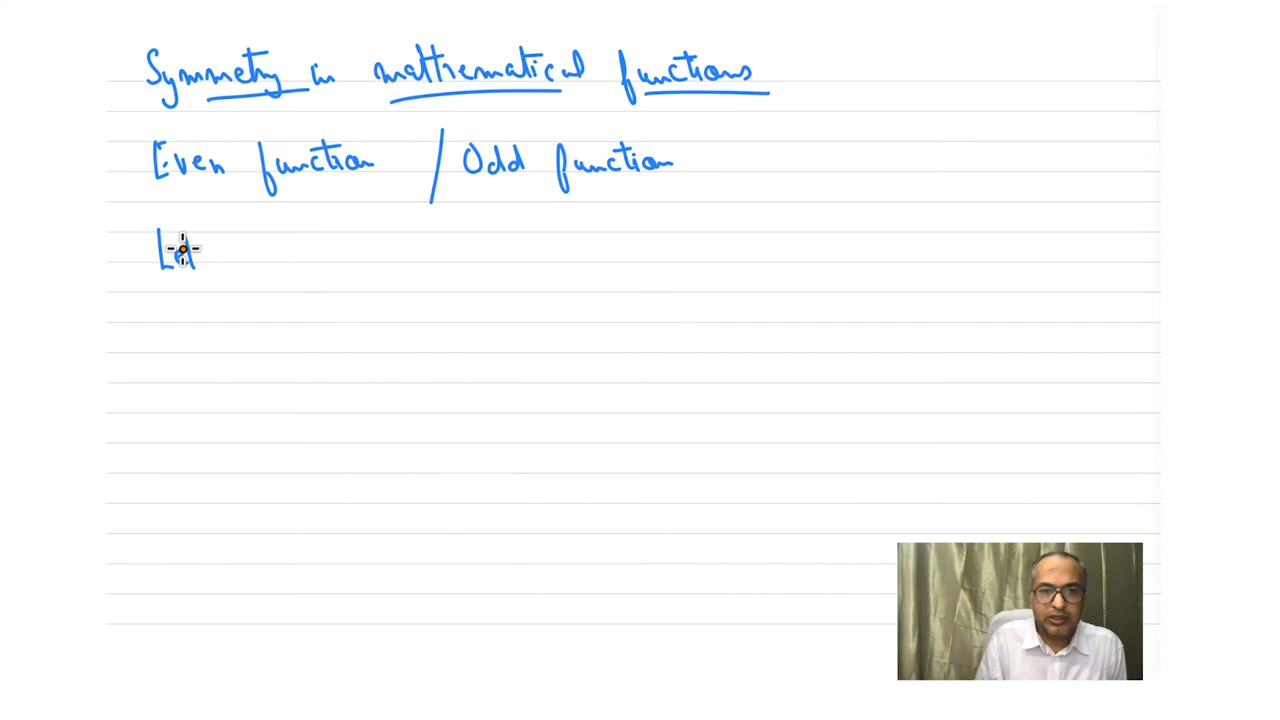 Symmetry in mathematical functions
Even function / Odd function